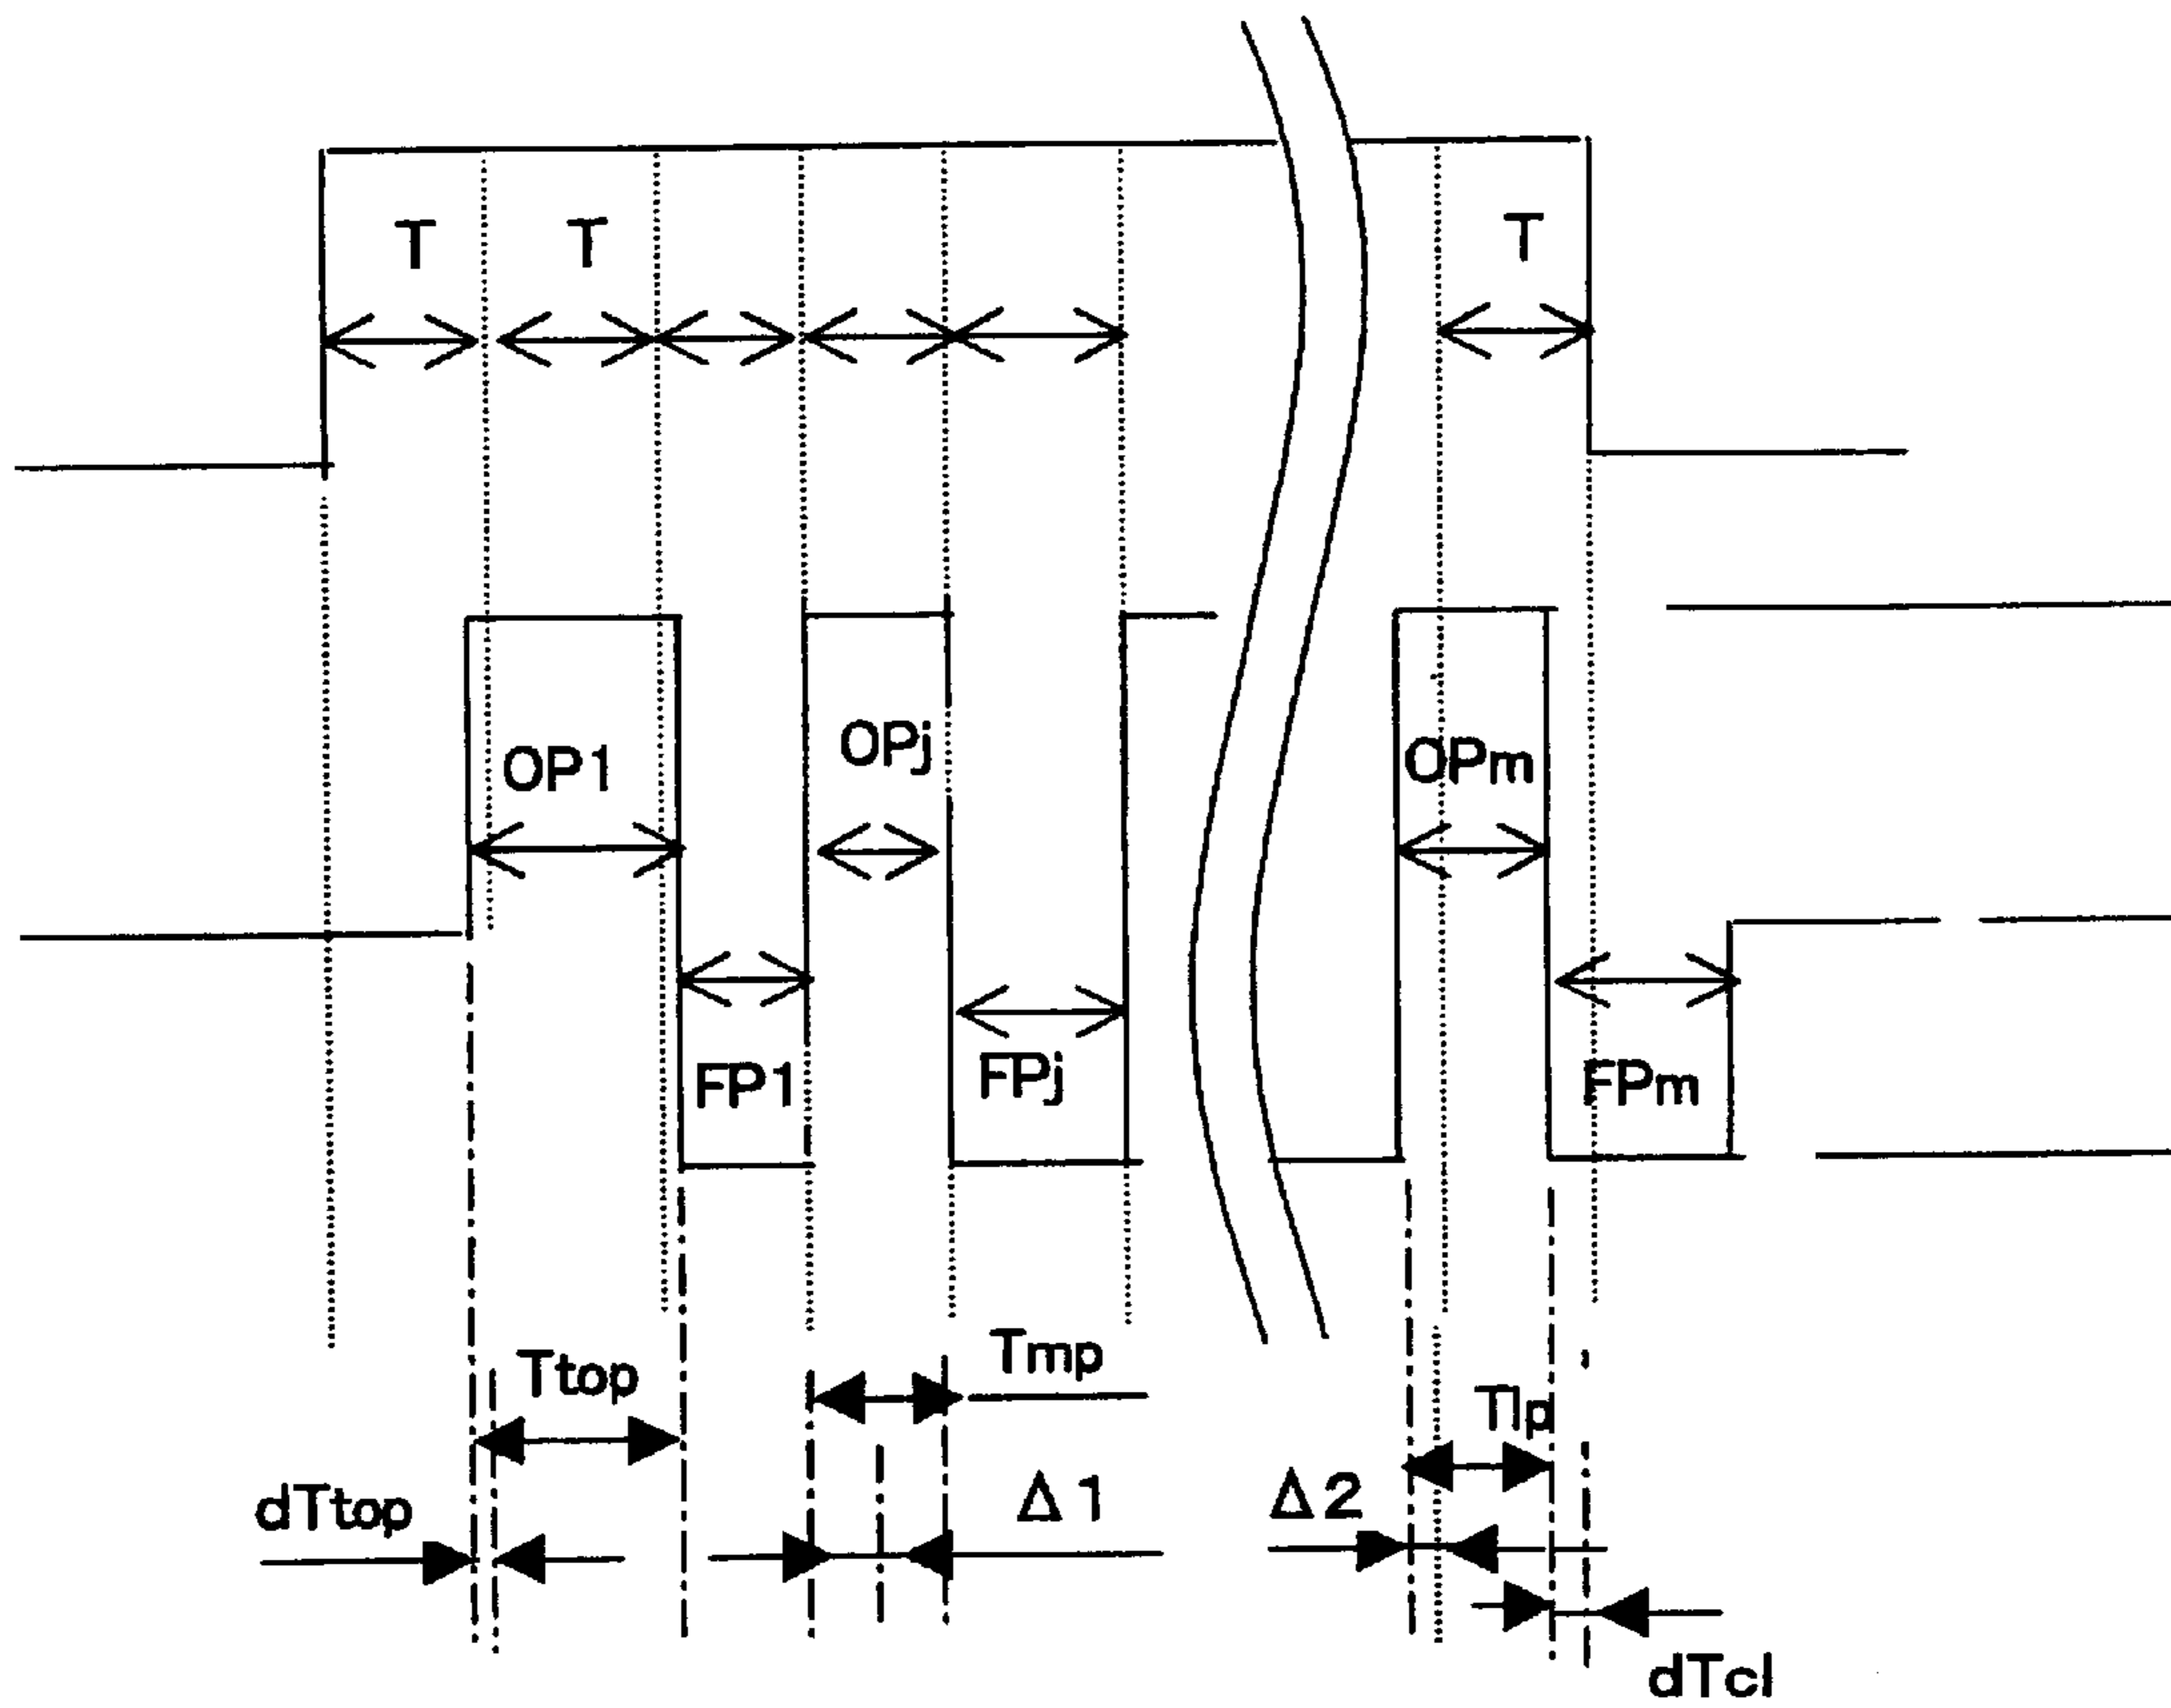 T
T
T
OP1
OPj
OPm
FP1
FPj
FPm
Ttop
Tmp
Tlp
dTtop
Δ1
Δ2
dTcl